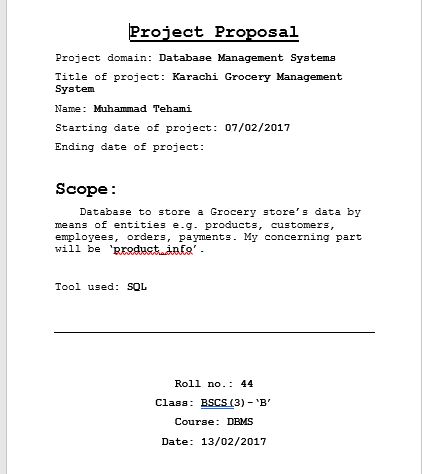 Project Proposal
Project domain: Database Management Systems
Title of project: Karachi Grocery Management
System
Name: Muhammad Tehami
Starting date of project: 07/02/2017
Ending date of project:
Scope:
Database to store a Grocery store’s data by
means of entities e.g. products, customers,
employees, orders, payments. My concerning part
will be ‘product_info’.
Tool used: SQL
Roll no.: 44
Class: BSCS(3)-‘B’
Course: DBMS
Date: 13/02/2017